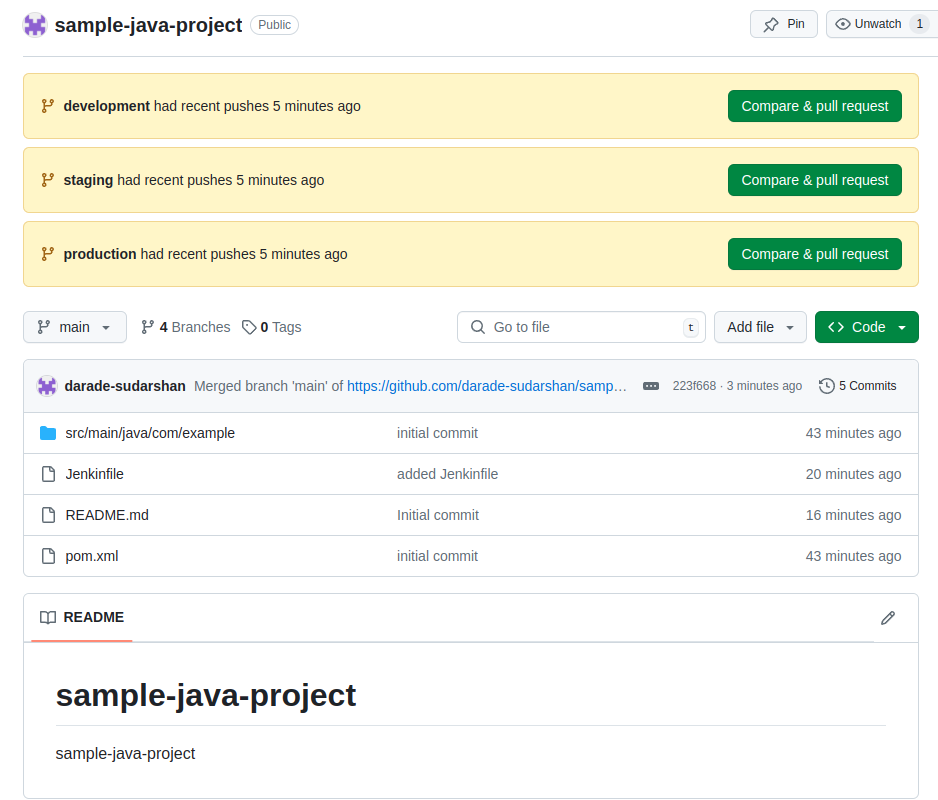 sample-java-project Public Pin Unwatch 1
development had recent pushes 5 minutes ago Compare & pull request
staging had recent pushes 5 minutes ago Compare & pull request
production had recent pushes 5 minutes ago Compare & pull request
main 4 Branches 0 Tags Go to file t Add file Code
darade-sudarshan Merged branch 'main' of https://github.com/darade-sudarshan/samp… 223f668 · 3 minutes ago 5 Commits
src/main/java/com/example initial commit 43 minutes ago
Jenkinfile added Jenkinfile 20 minutes ago
README.md Initial commit 16 minutes ago
pom.xml initial commit 43 minutes ago
README
sample-java-project
sample-java-project